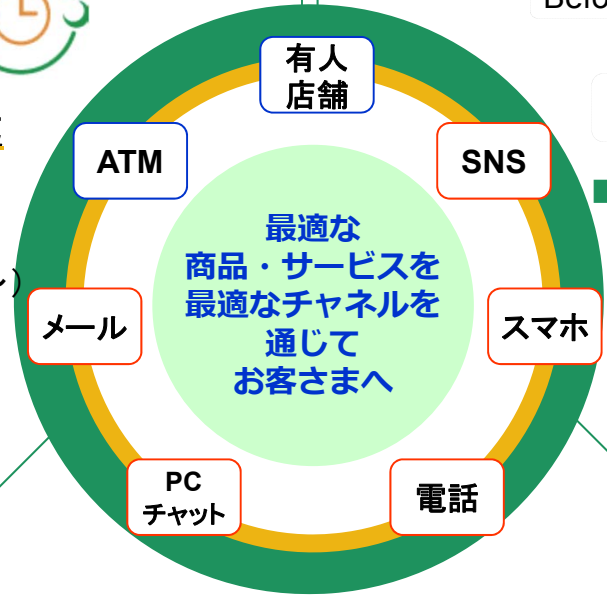 有人
店舗
ATM
SNS
最適な
商品・サービスを
最適なチャネルを
通じて
お客さまへ
メール
スマホ
PC
チャット
電話